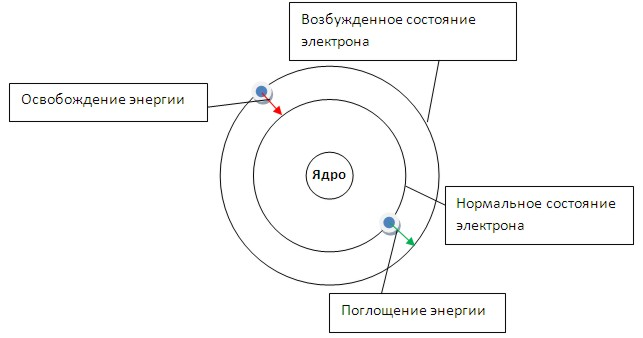 Возбужденное состояние
электрона
Освобождение энергии
Ядро
Нормальное состояние
электрона
Поглощение энергии